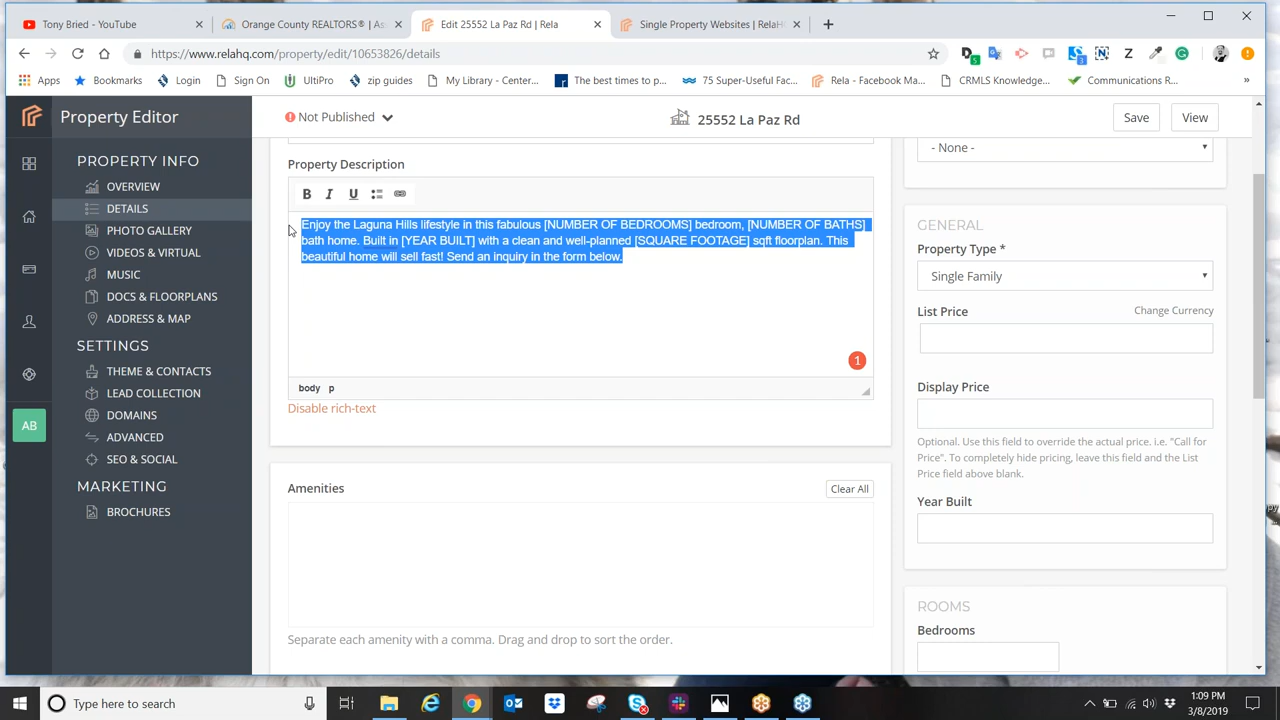 Tony Bried - YouTube
Orange County REALTORS® | Ass
Edit 25552 La Paz Rd | Rela
Single Property Websites | RelaH
https://www.relahq.com/property/edit/10653826/details
Apps
Bookmarks
Login
Sign On
UltiPro
zip guides
My Library - Center...
The best times to p...
75 Super-Useful Fac...
Rela - Facebook Ma...
CRMLS Knowledge...
Communications R...
Property Editor
Not Published
25552 La Paz Rd
Save
View
PROPERTY INFO
OVERVIEW
DETAILS
PHOTO GALLERY
VIDEOS & VIRTUAL
MUSIC
DOCS & FLOORPLANS
ADDRESS & MAP
SETTINGS
THEME & CONTACTS
LEAD COLLECTION
DOMAINS
ADVANCED
SEO & SOCIAL
MARKETING
BROCHURES
AB
Property Description
B I U
Enjoy the Laguna Hills lifestyle in this fabulous [NUMBER OF BEDROOMS] bedroom, [NUMBER OF BATHS]
bath home. Built in [YEAR BUILT] with a clean and well-planned [SQUARE FOOTAGE] sqft floorplan. This
beautiful home will sell fast! Send an inquiry in the form below.
1
body p
Disable rich-text
Amenities
Clear All
Separate each amenity with a comma. Drag and drop to sort the order.
- None -
GENERAL
Property Type *
Single Family
List Price
Change Currency
Display Price
Optional. Use this field to override the actual price. i.e. "Call for
Price". To completely hide pricing, leave this field and the List
Price field above blank.
Year Built
ROOMS
Bedrooms
Type here to search
1:09 PM
3/8/2019